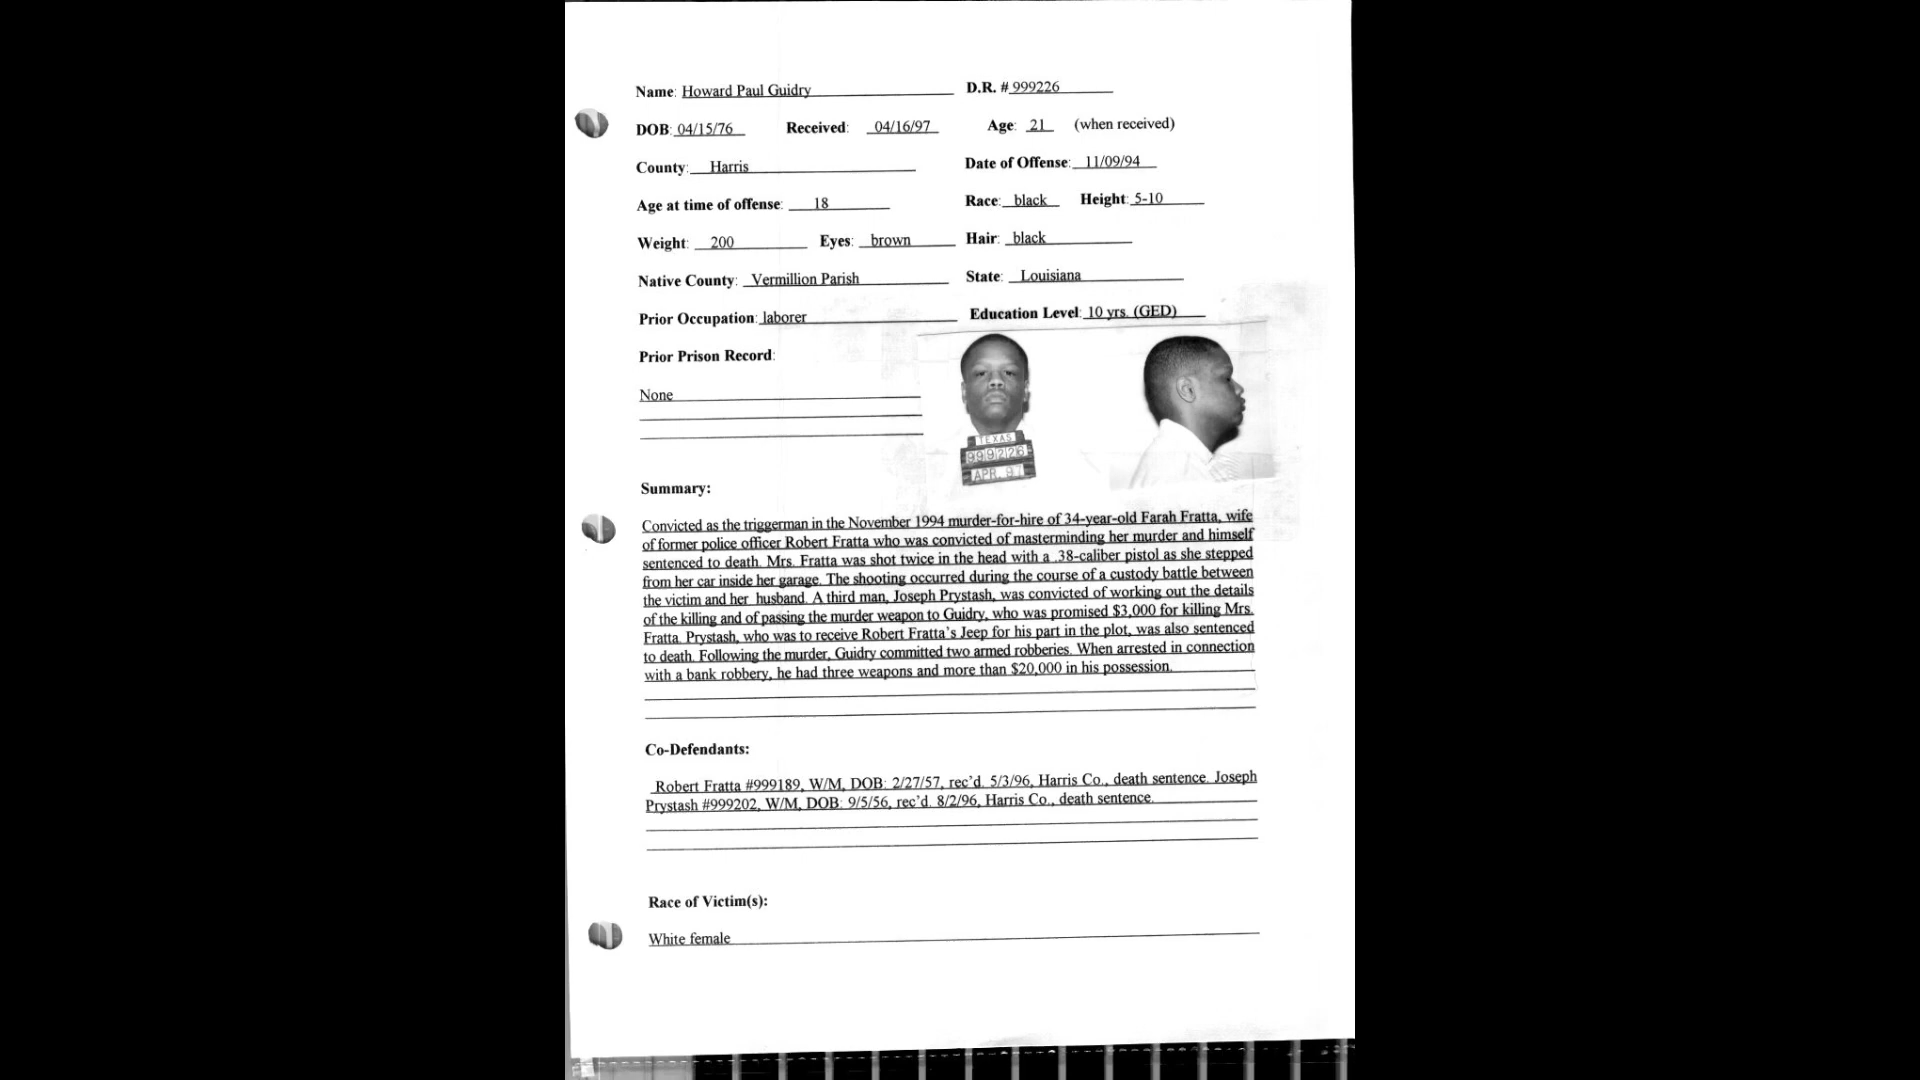 Name: Howard Paul Guidry D.R. # 999226
DOB: 04/15/76 Received: 04/16/97 Age: 21 (when received)
County: Harris Date of Offense: 11/09/94
Age at time of offense: 18 Race: black Height: 5-10
Weight: 200 Eyes: brown Hair: black
Native County: Vermillion Parish State: Louisiana
Prior Occupation: laborer Education Level: 10 yrs. (GED)
Prior Prison Record:
None
TEXAS
999226
APR. 97
Summary:
Convicted as the triggerman in the November 1994 murder-for-hire of 34-year-old Farah Fratta, wife
of former police officer Robert Fratta who was convicted of masterminding her murder and himself
sentenced to death. Mrs. Fratta was shot twice in the head with a .38-caliber pistol as she stepped
from her car inside her garage. The shooting occurred during the course of a custody battle between
the victim and her husband. A third man, Joseph Prystash, was convicted of working out the details
of the killing and of passing the murder weapon to Guidry, who was promised $3,000 for killing Mrs.
Fratta. Prystash, who was to receive Robert Fratta's Jeep for his part in the plot, was also sentenced
to death. Following the murder, Guidry committed two armed robberies. When arrested in connection
with a bank robbery, he had three weapons and more than $20,000 in his possession.
Co-Defendants:
Robert Fratta #999189, W/M, DOB: 2/27/57, rec'd. 5/3/96, Harris Co., death sentence. Joseph
Prystash #999202, W/M, DOB: 9/5/56, rec'd. 8/2/96, Harris Co., death sentence.
Race of Victim(s):
White female